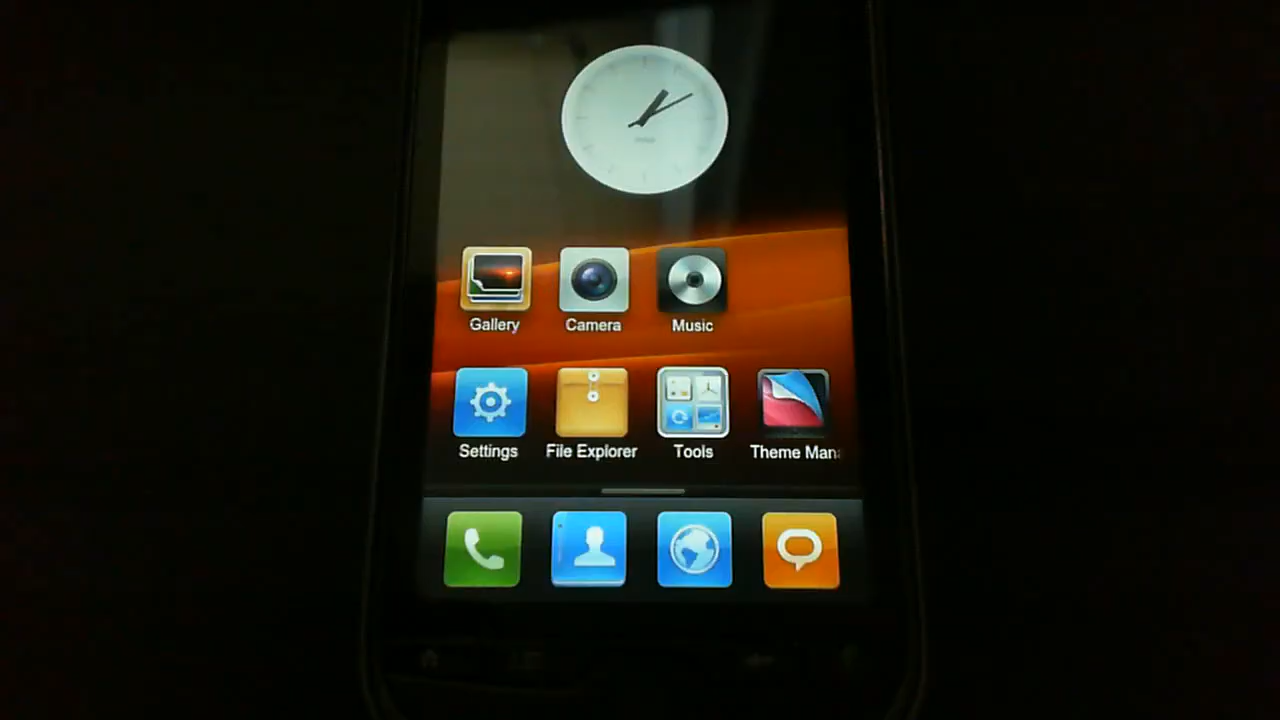 Gallery
Camera
Music
Settings
File Explorer
Tools
Theme Mana